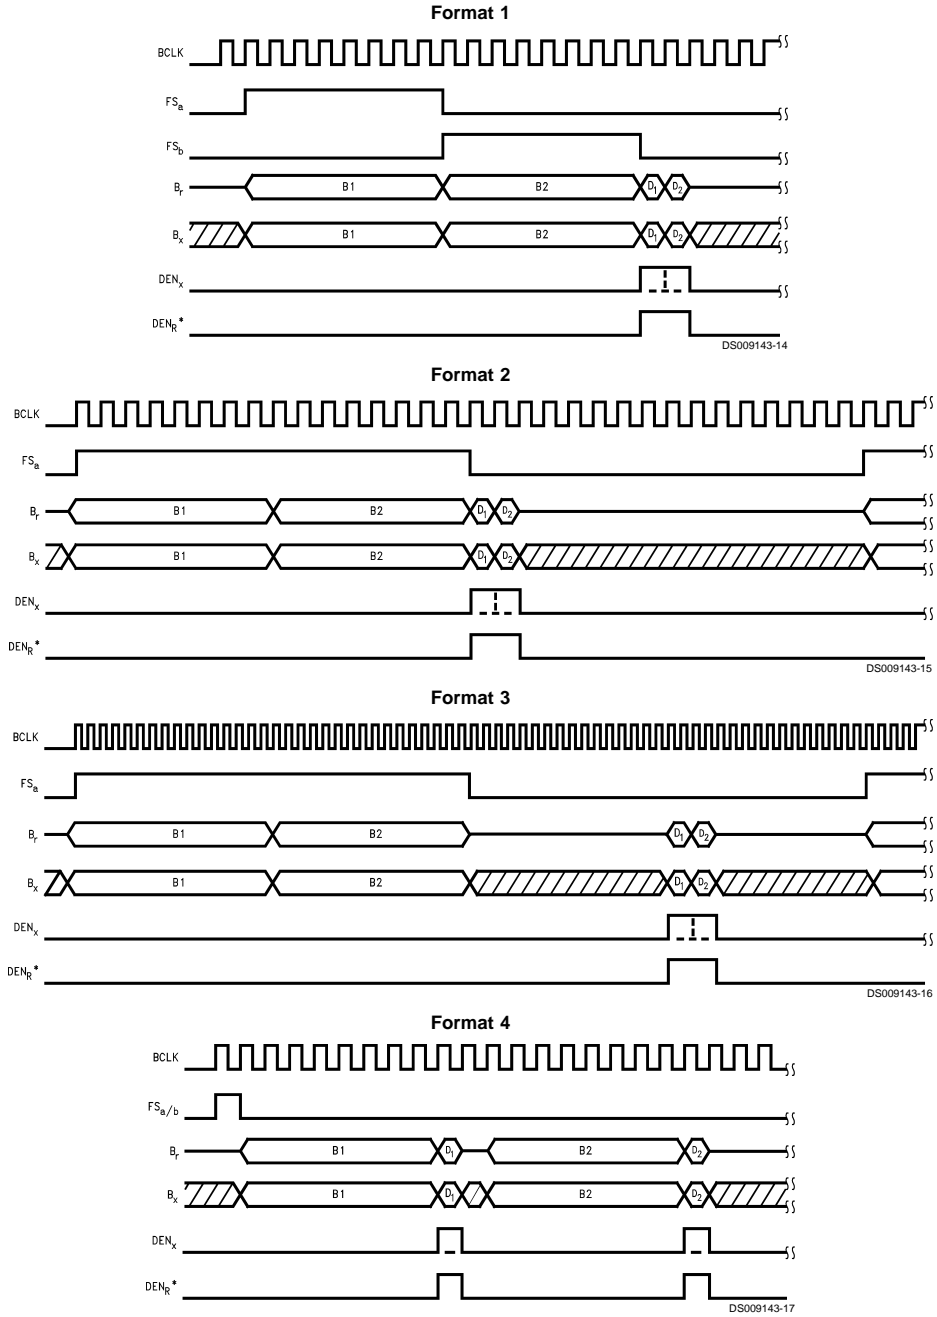 Format 1
BCLK
FSa
FSb
Br B1 B2 D1 D2
Bx B1 B2 D1 D2
DENx
DENR*
DS009143-14
Format 2
BCLK
FSa
Br B1 B2 D1 D2
Bx B1 B2 D1 D2
DENx
DENR*
DS009143-15
Format 3
BCLK
FSa
Br B1 B2 D1 D2
Bx B1 B2 D1 D2
DENx
DENR*
DS009143-16
Format 4
BCLK
FSa/b
Br B1 D1 B2 D2
Bx B1 D1 B2 D2
DENx
DENR*
DS009143-17